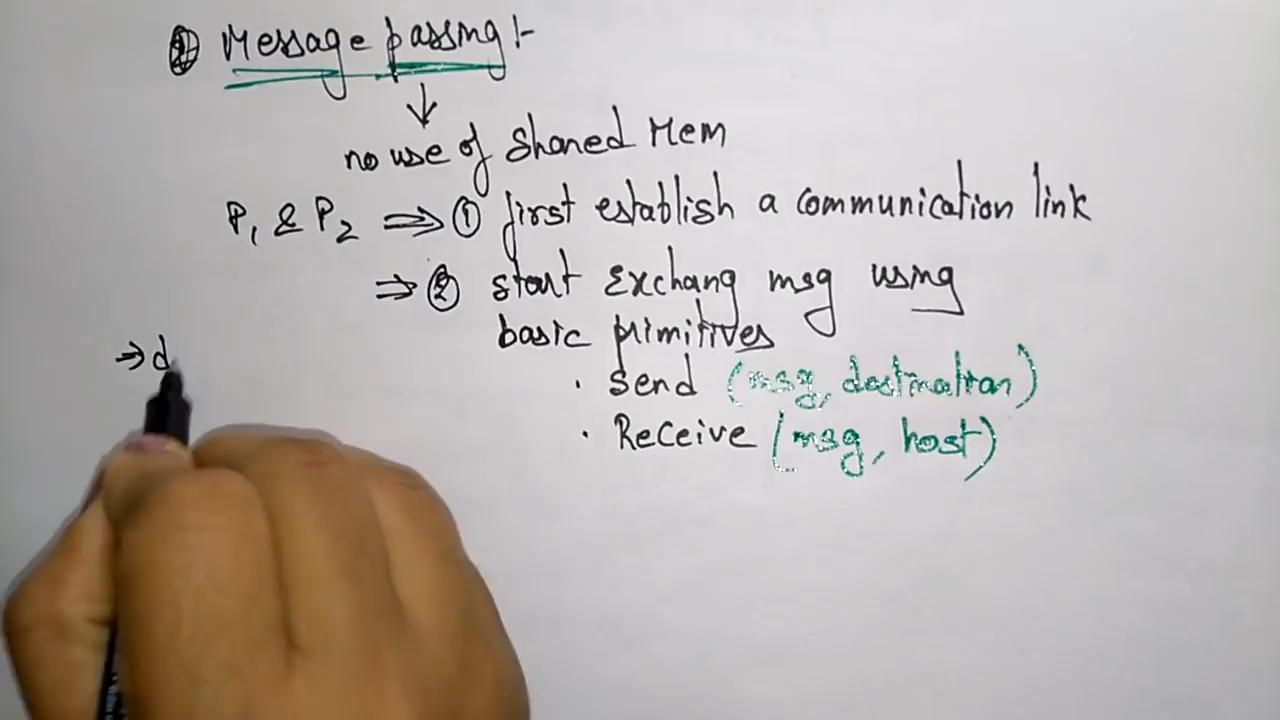 ② Message passing :-
↓
no use of Shared Mem
P₁ & P₂ ⇒ ① first establish a communication link
⇒ ② start exchang msg using
basic primitives
· Send (msg, destination)
· Receive (msg, host)
→ d